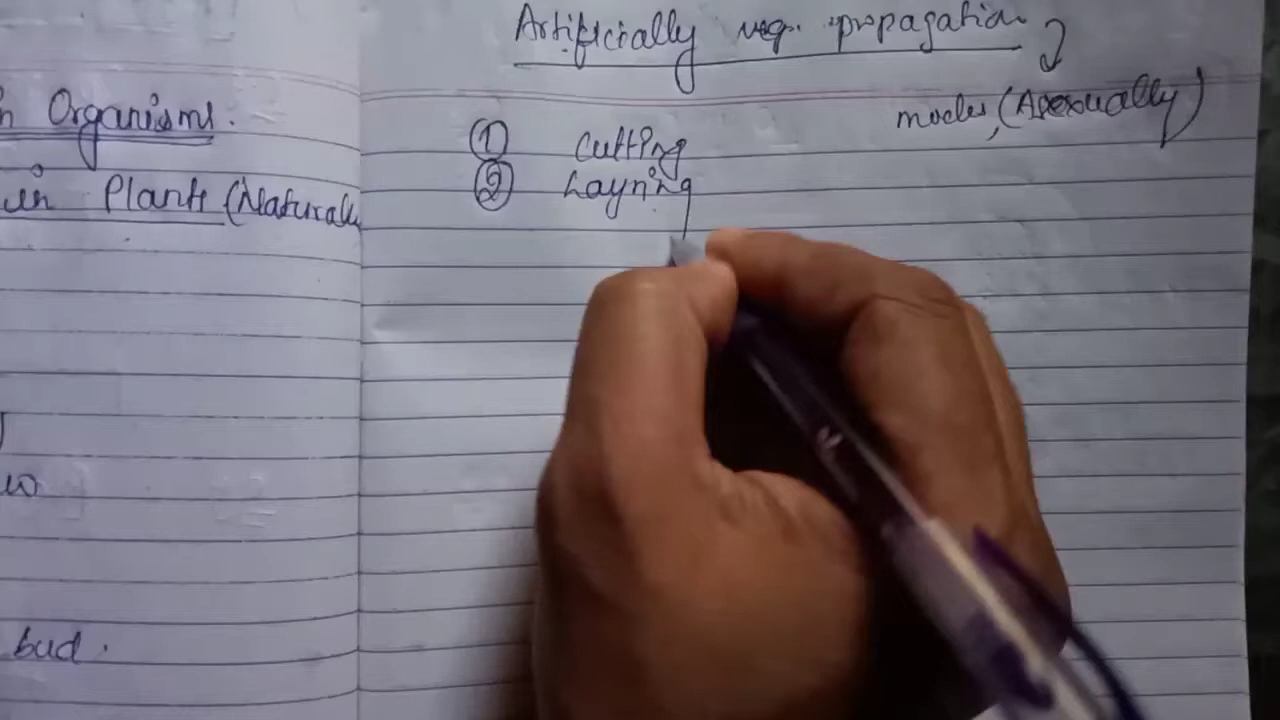 n Organisms.
in Plants (Naturally
bud.
Artificially veg. propagation
modes, (Asexually)
① Cutting
② Layning